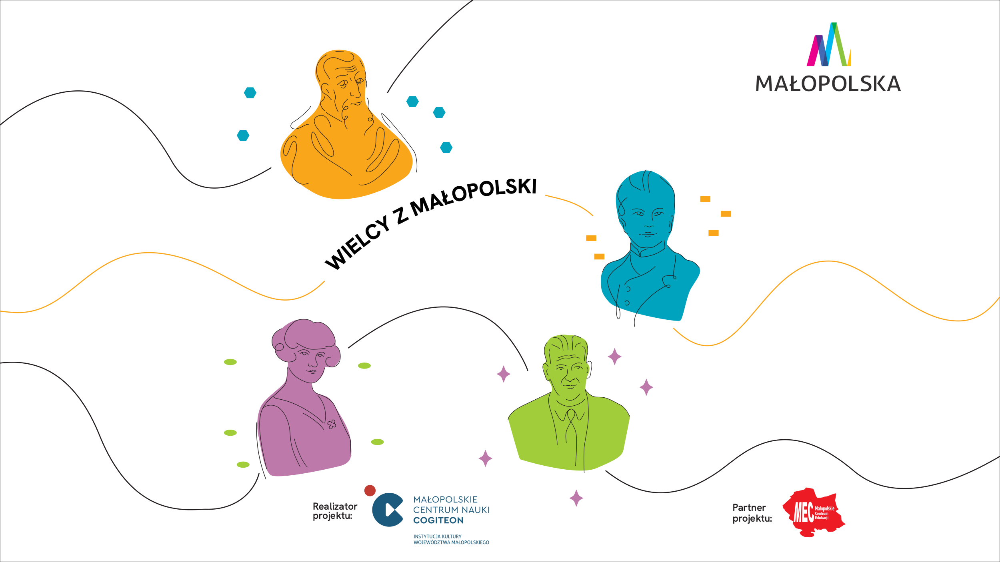 MAŁOPOLSKA
WIELCY Z MAŁOPOLSKI
Realizator
projektu:
MAŁOPOLSKIE
CENTRUM NAUKI
COGITEON
INSTYTUCJA KULTURY
WOJEWÓDZTWA MAŁOPOLSKIEGO
Partner
projektu:
MEC
Małopolskie
Centrum
Edukacji